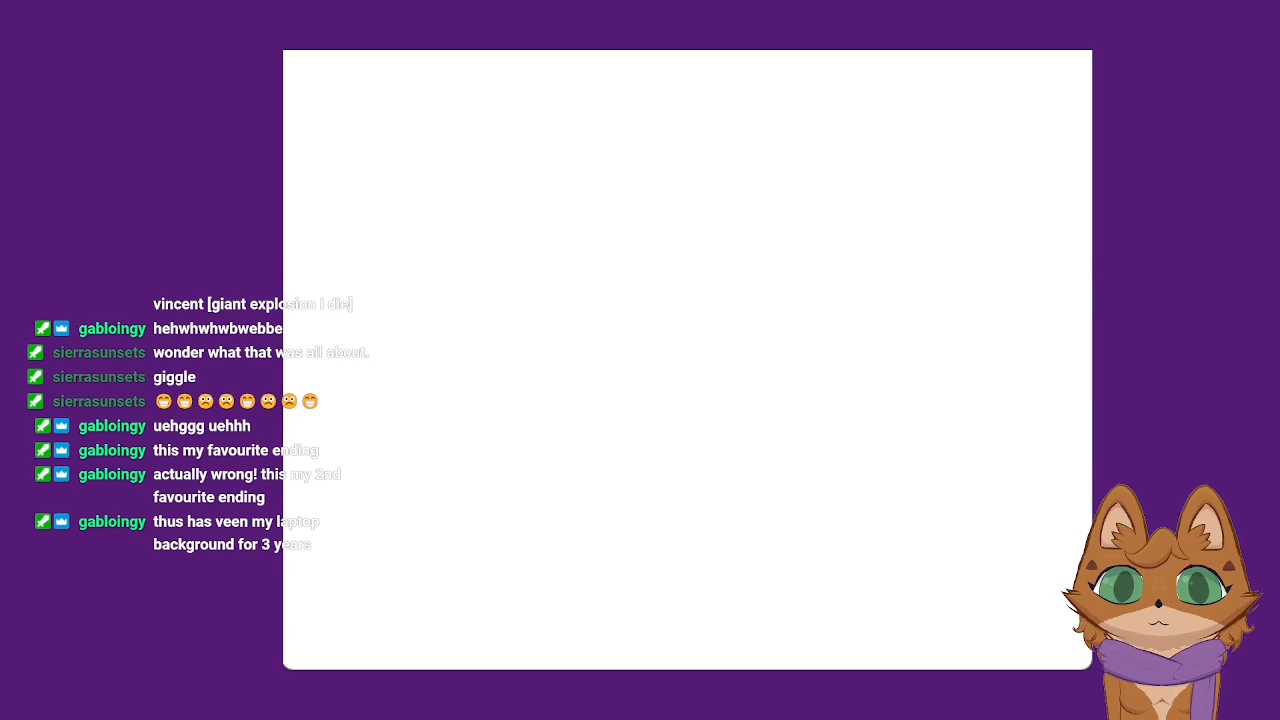 vincent [giant explosion i die]
gabloingy hehwhwhwbwebbe
sierrasunsets wonder what that was all about.
sierrasunsets giggle
sierrasunsets 😁😁😟😟😁😟😟😁
gabloingy uehggg uehhh
gabloingy this my favourite ending
gabloingy actually wrong! this my 2nd
favourite ending
gabloingy thus has veen my laptop
background for 3 years